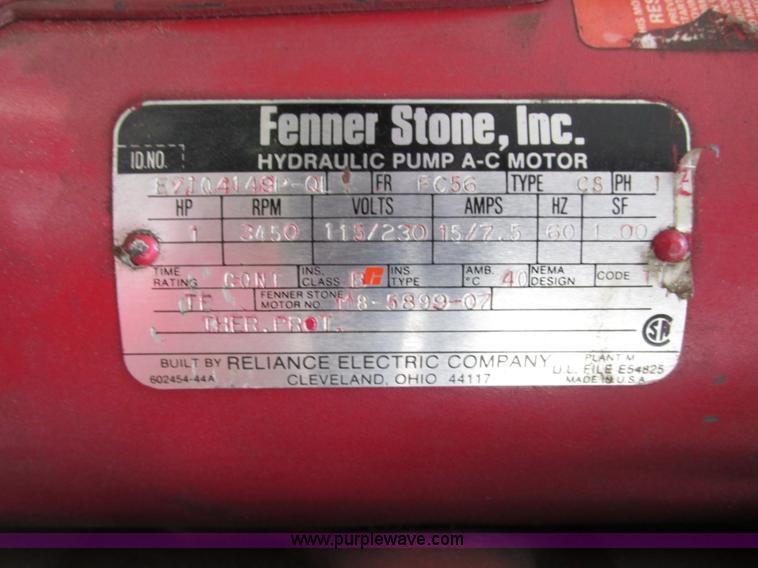 THIS MO
RES
Fenner Stone, Inc.
ID.NO. HYDRAULIC PUMP A-C MOTOR
FR FC56 TYPE CS PH 1
HP RPM VOLTS AMPS HZ SF
1 3450 115/230 15/7.5 60 1.00
TIME RATING CONT INS. CLASS B INS TYPE AMB. °C 40 NEMA DESIGN CODE
TE FENNER STONE MOTOR NO. M8-5899-07
THER.PROT.
BUILT BY RELIANCE ELECTRIC COMPANY PLANT M
602454-44A CLEVELAND, OHIO 44117 U.L. FILE E54825
MADE IN U.S.A.
www.purplewave.com